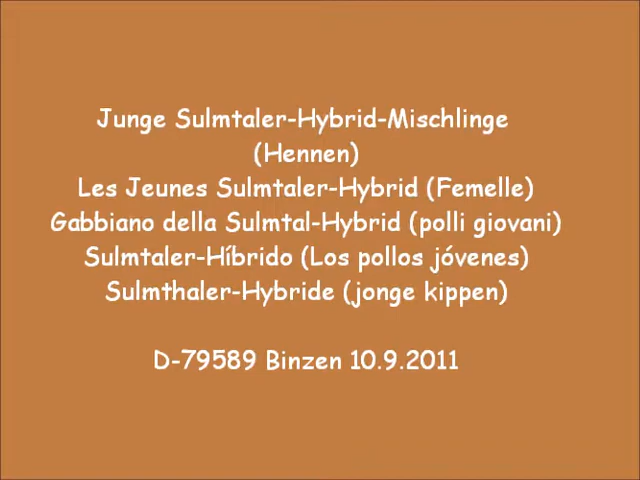 Junge Sulmtaler-Hybrid-Mischlinge
(Hennen)
Les Jeunes Sulmtaler-Hybrid (Femelle)
Gabbiano della Sulmtal-Hybrid (polli giovani)
Sulmtaler-Híbrido (Los pollos jóvenes)
Sulmthaler-Hybride (jonge kippen)
D-79589 Binzen 10.9.2011